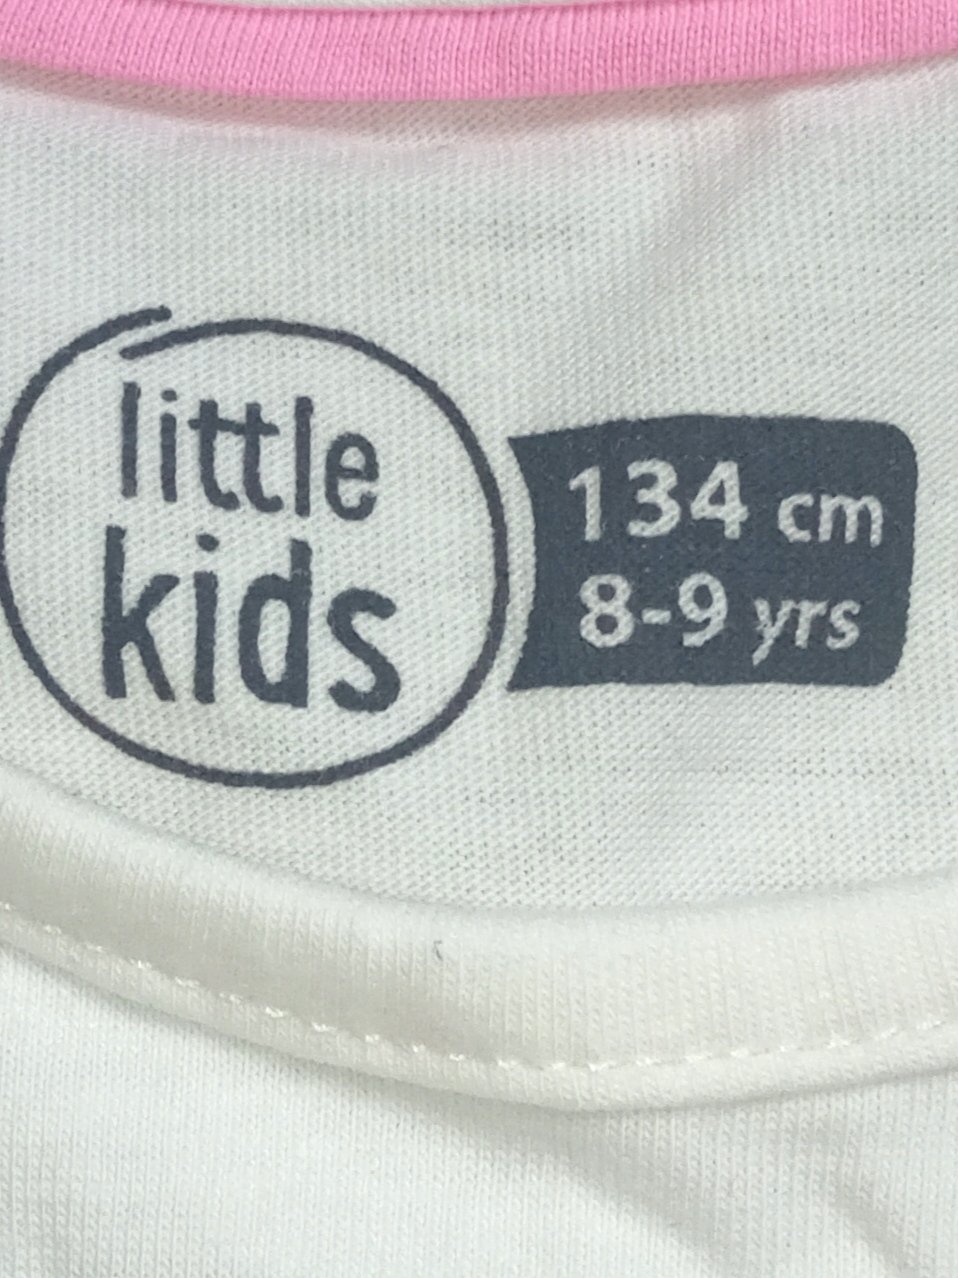 little
kids
134 cm
8-9 yrs